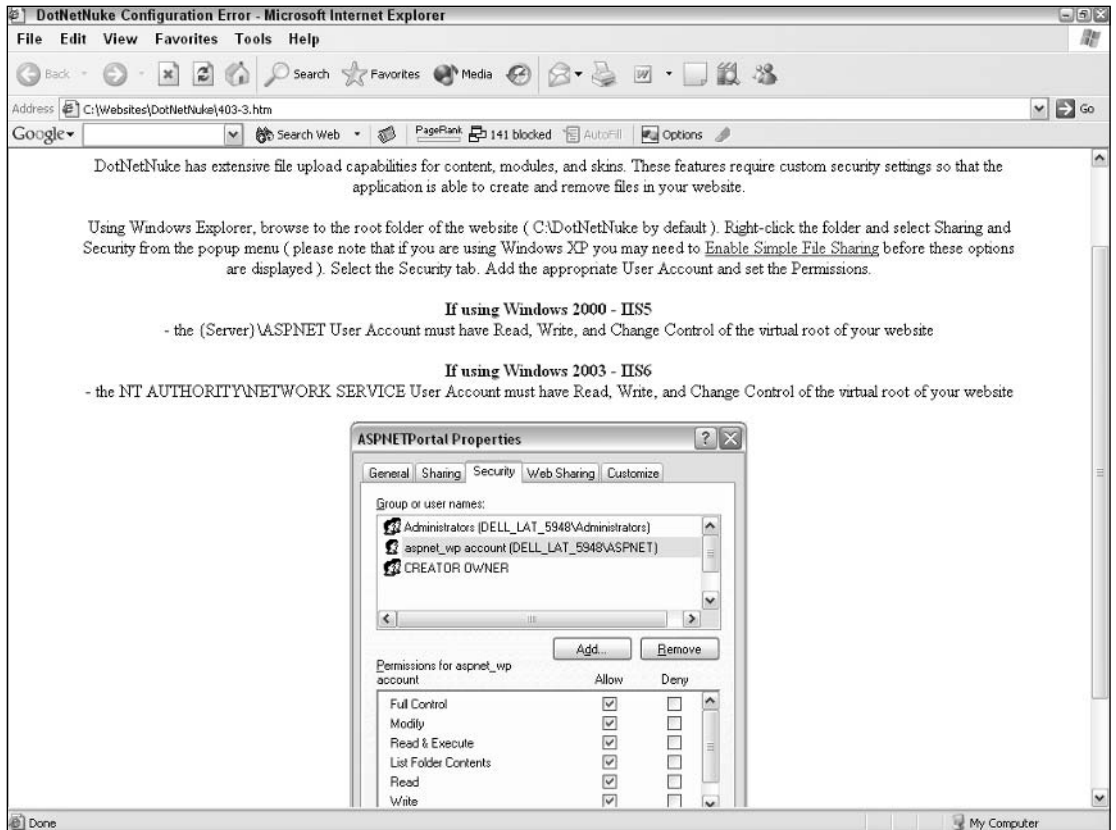 DotNetNuke Configuration Error - Microsoft Internet Explorer
File Edit View Favorites Tools Help
Back Search Favorites Media
Address C:\Websites\DotNetNuke\403-3.htm Go
Google Search Web PageRank 141 blocked AutoFill Options
DotNetNuke has extensive file upload capabilities for content, modules, and skins. These features require custom security settings so that the
application is able to create and remove files in your website.
Using Windows Explorer, browse to the root folder of the website ( C:\DotNetNuke by default ). Right-click the folder and select Sharing and
Security from the popup menu ( please note that if you are using Windows XP you may need to Enable Simple File Sharing before these options
are displayed ). Select the Security tab. Add the appropriate User Account and set the Permissions.
If using Windows 2000 - IIS5
- the {Server}\ASPNET User Account must have Read, Write, and Change Control of the virtual root of your website
If using Windows 2003 - IIS6
- the NT AUTHORITY\NETWORK SERVICE User Account must have Read, Write, and Change Control of the virtual root of your website
ASPNETPortal Properties
General Sharing Security Web Sharing Customize
Group or user names:
Administrators (DELL_LAT_5948\Administrators)
aspnet_wp account (DELL_LAT_5948\ASPNET)
CREATOR OWNER
Add... Remove
Permissions for aspnet_wp
account Allow Deny
Full Control
Modify
Read & Execute
List Folder Contents
Read
Write
Done My Computer